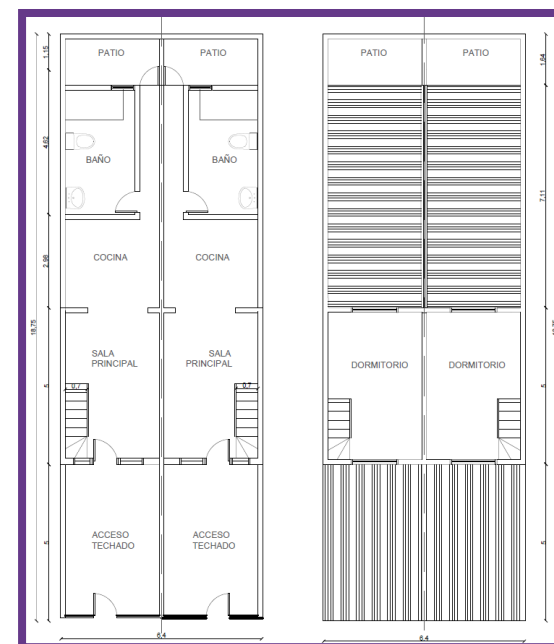 PATIO PATIO
BAÑO BAÑO
COCINA COCINA
SALA PRINCIPAL SALA PRINCIPAL
0,7 0,7
ACCESO TECHADO ACCESO TECHADO
1,15
4,62
2,98
5
5
18,75
6,4
PATIO PATIO
DORMITORIO DORMITORIO
1,64
7,11
5
5
6,4